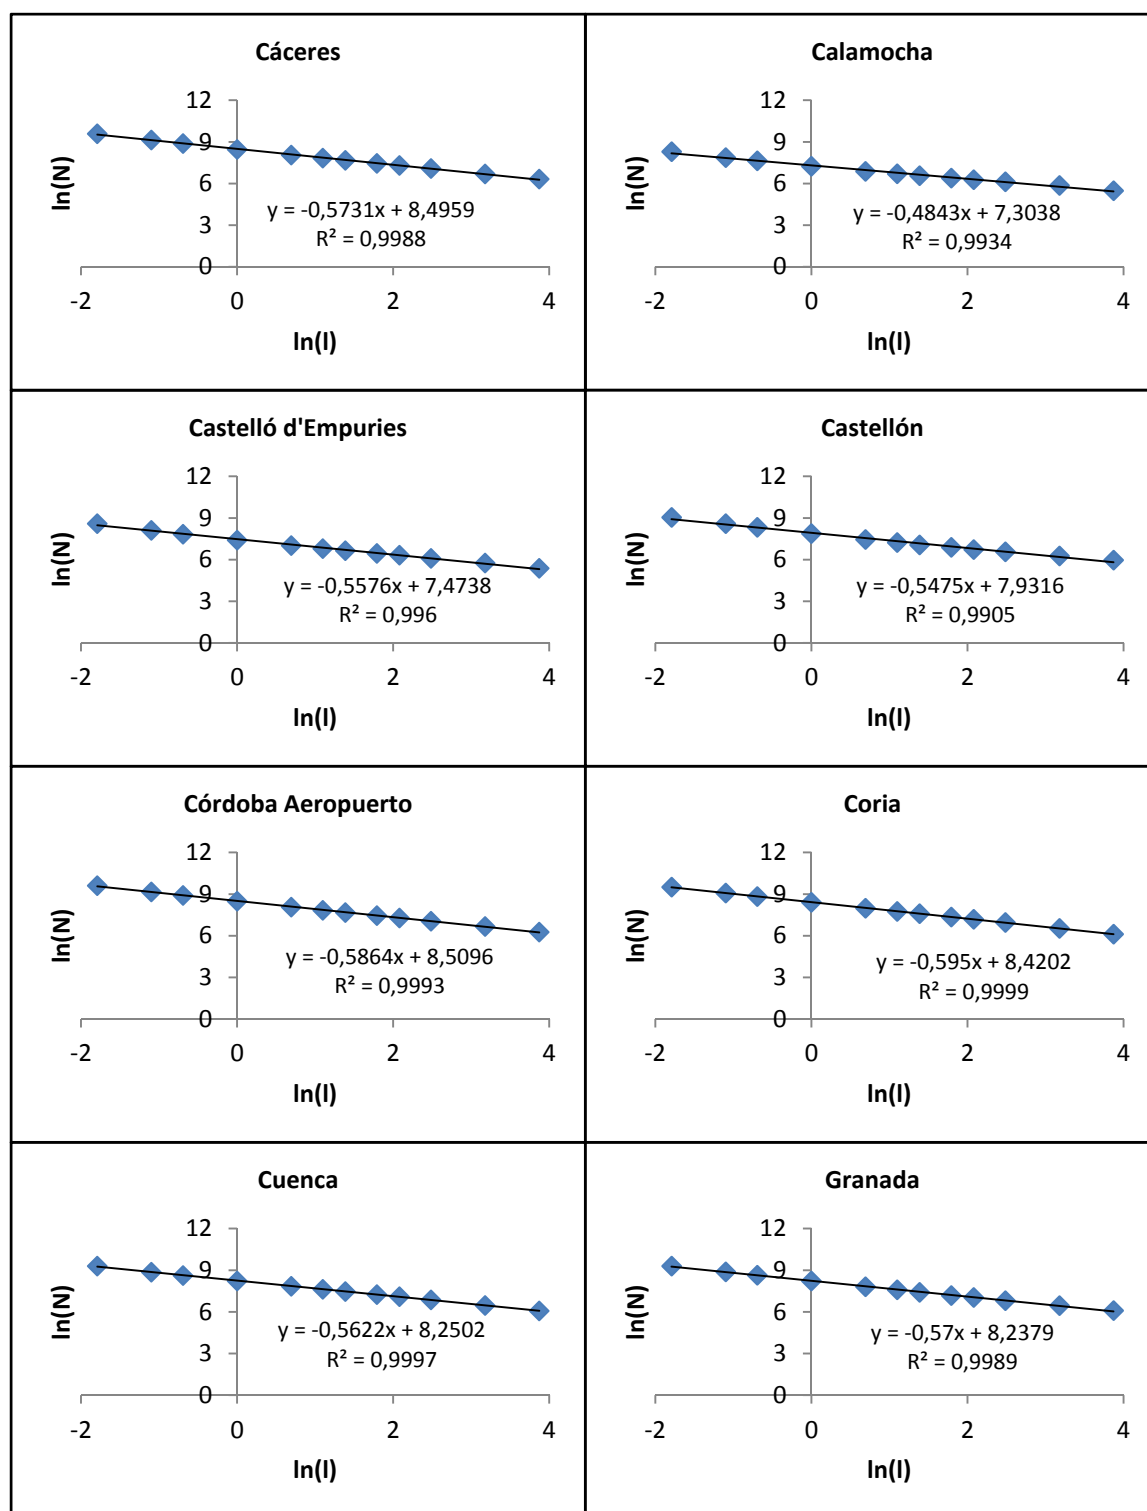 Cáceres
12
9
6
3
0
-2 0 2 4
ln(N)
y = -0,5731x + 8,4959
R² = 0,9988
ln(l)
Calamocha
12
9
6
3
0
-2 0 2 4
ln(N)
y = -0,4843x + 7,3038
R² = 0,9934
ln(l)
Castelló d'Empuries
12
9
6
3
0
-2 0 2 4
ln(N)
y = -0,5576x + 7,4738
R² = 0,996
ln(l)
Castellón
12
9
6
3
0
-2 0 2 4
ln(N)
y = -0,5475x + 7,9316
R² = 0,9905
ln(l)
Córdoba Aeropuerto
12
9
6
3
0
-2 0 2 4
ln(N)
y = -0,5864x + 8,5096
R² = 0,9993
ln(l)
Coria
12
9
6
3
0
-2 0 2 4
ln(N)
y = -0,595x + 8,4202
R² = 0,9999
ln(l)
Cuenca
12
9
6
3
0
-2 0 2 4
ln(N)
y = -0,5622x + 8,2502
R² = 0,9997
ln(l)
Granada
12
9
6
3
0
-2 0 2 4
ln(N)
y = -0,57x + 8,2379
R² = 0,9989
ln(l)